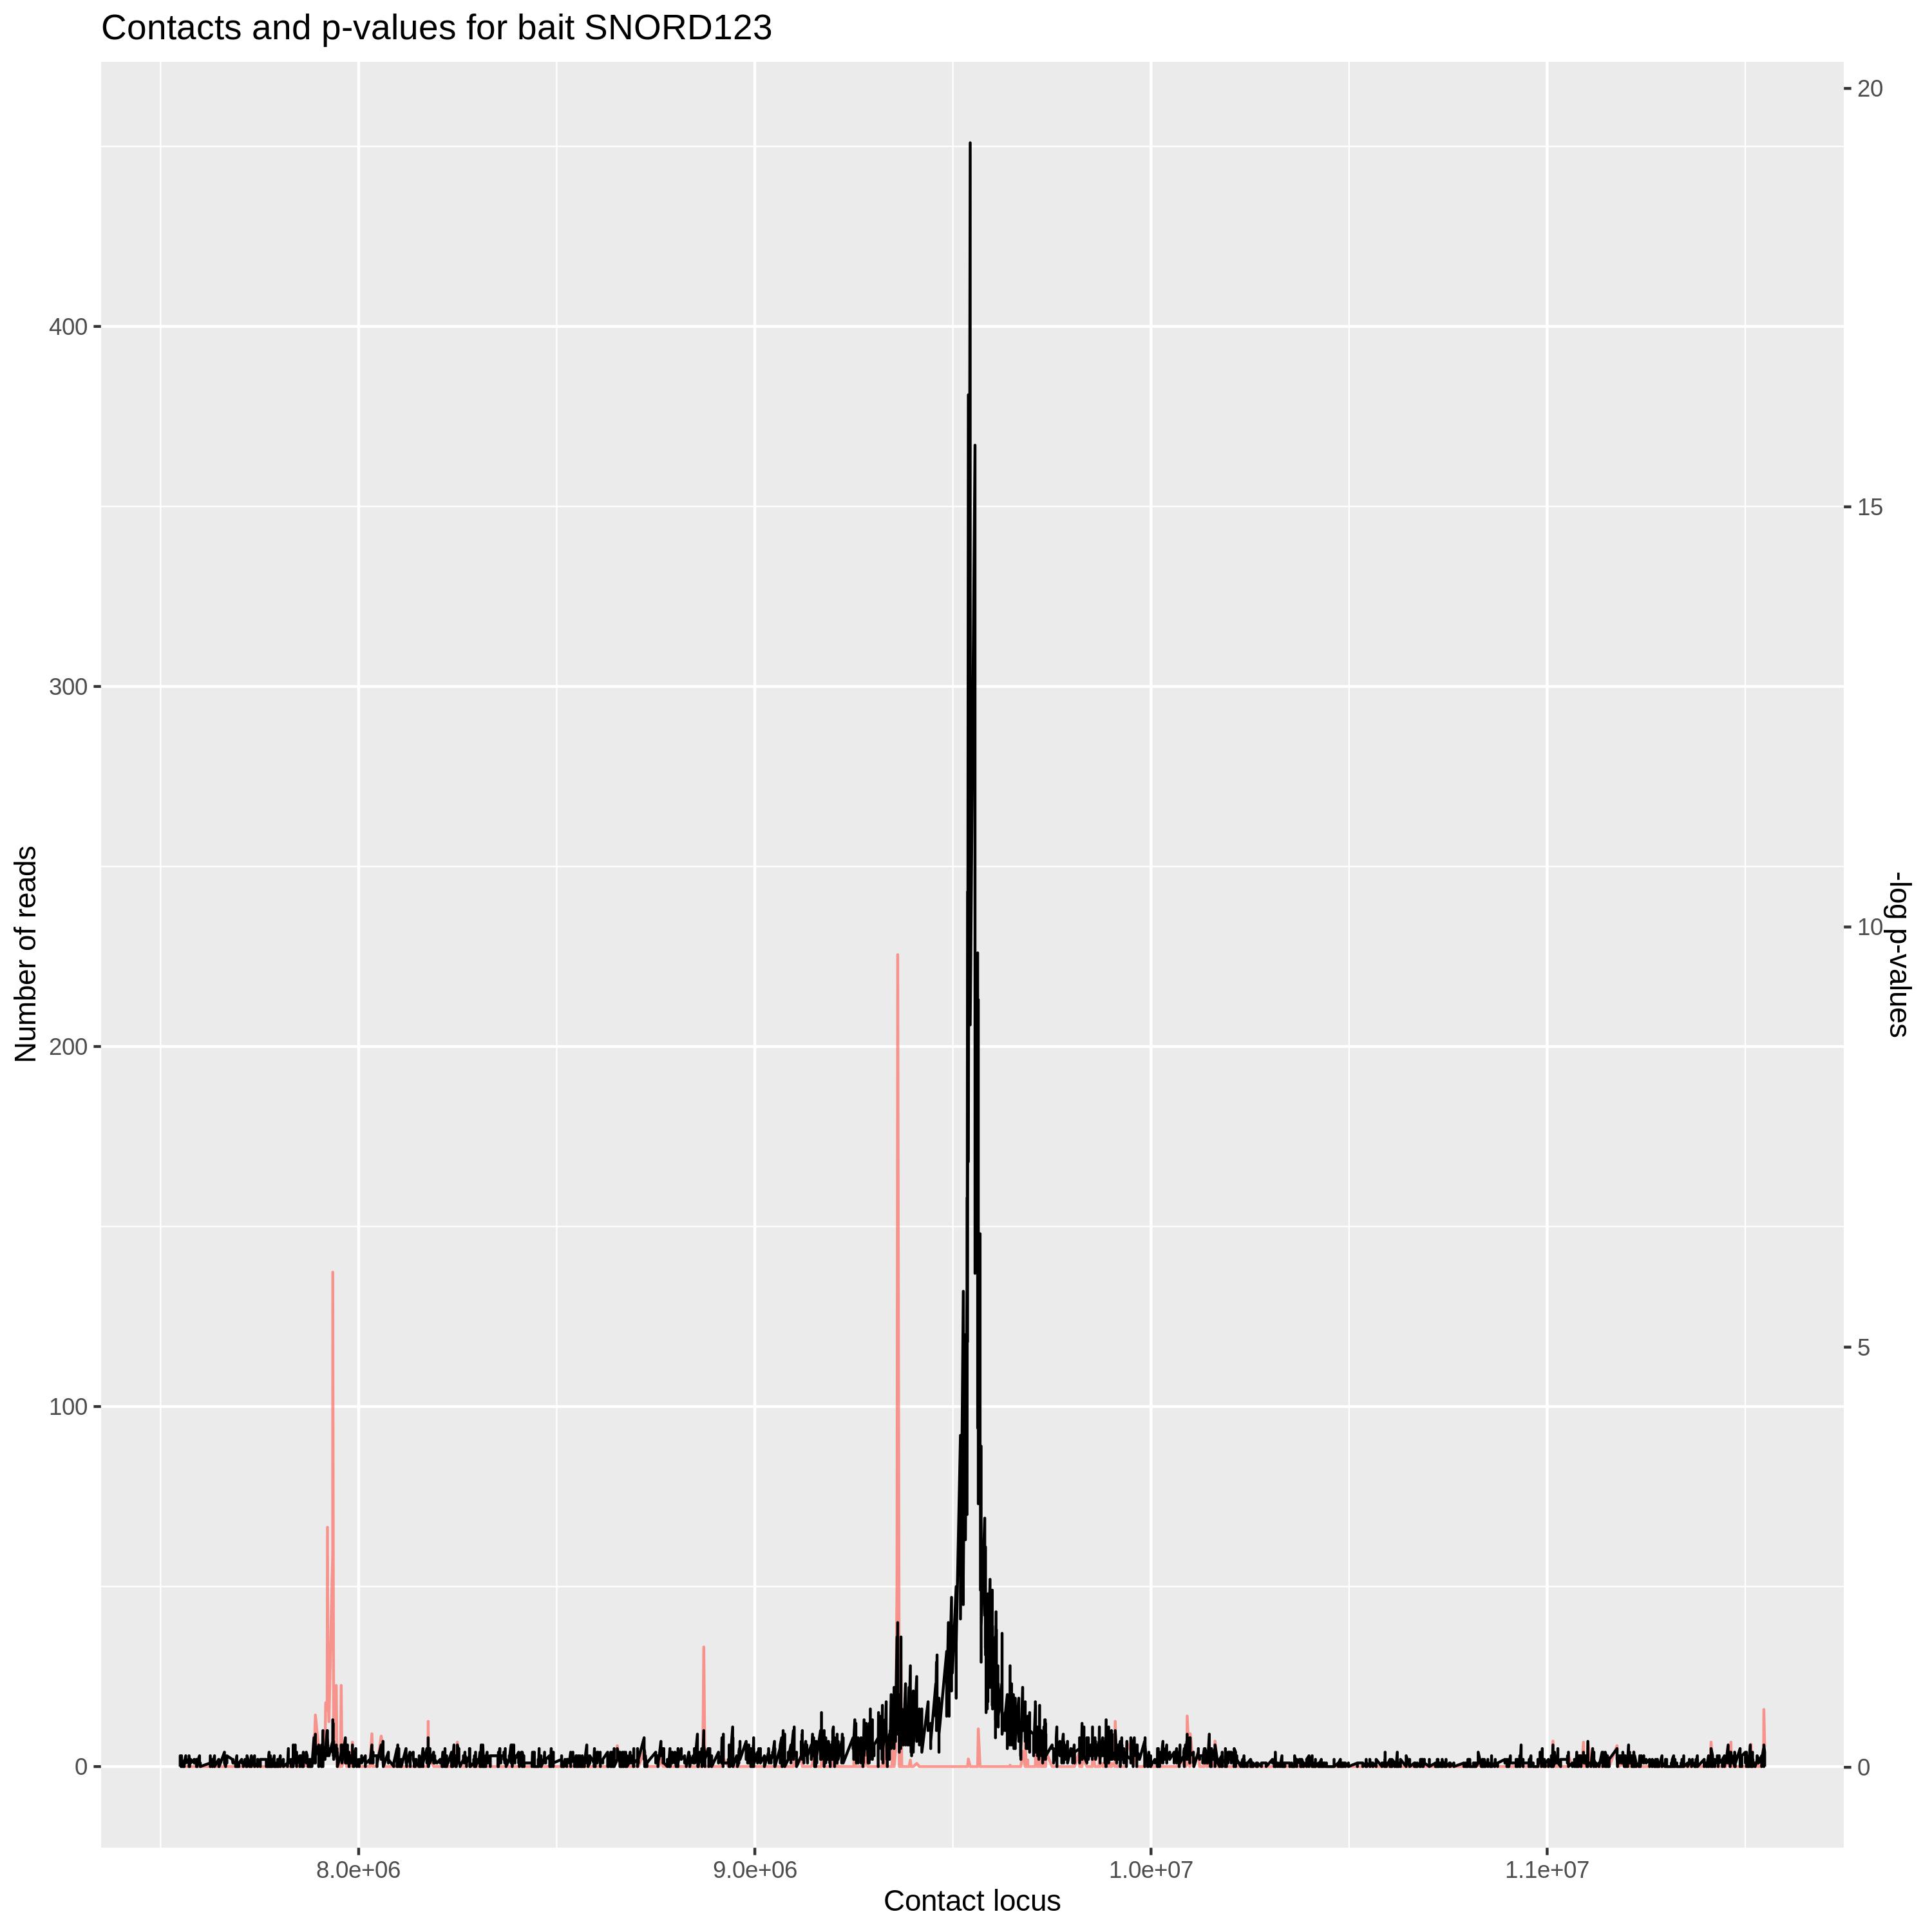 Contacts and p-values for bait SNORD123
Number of reads
400
300
200
100
0
20
15
10
5
0
-log p-values
8.0e+06 9.0e+06 1.0e+07 1.1e+07
Contact locus